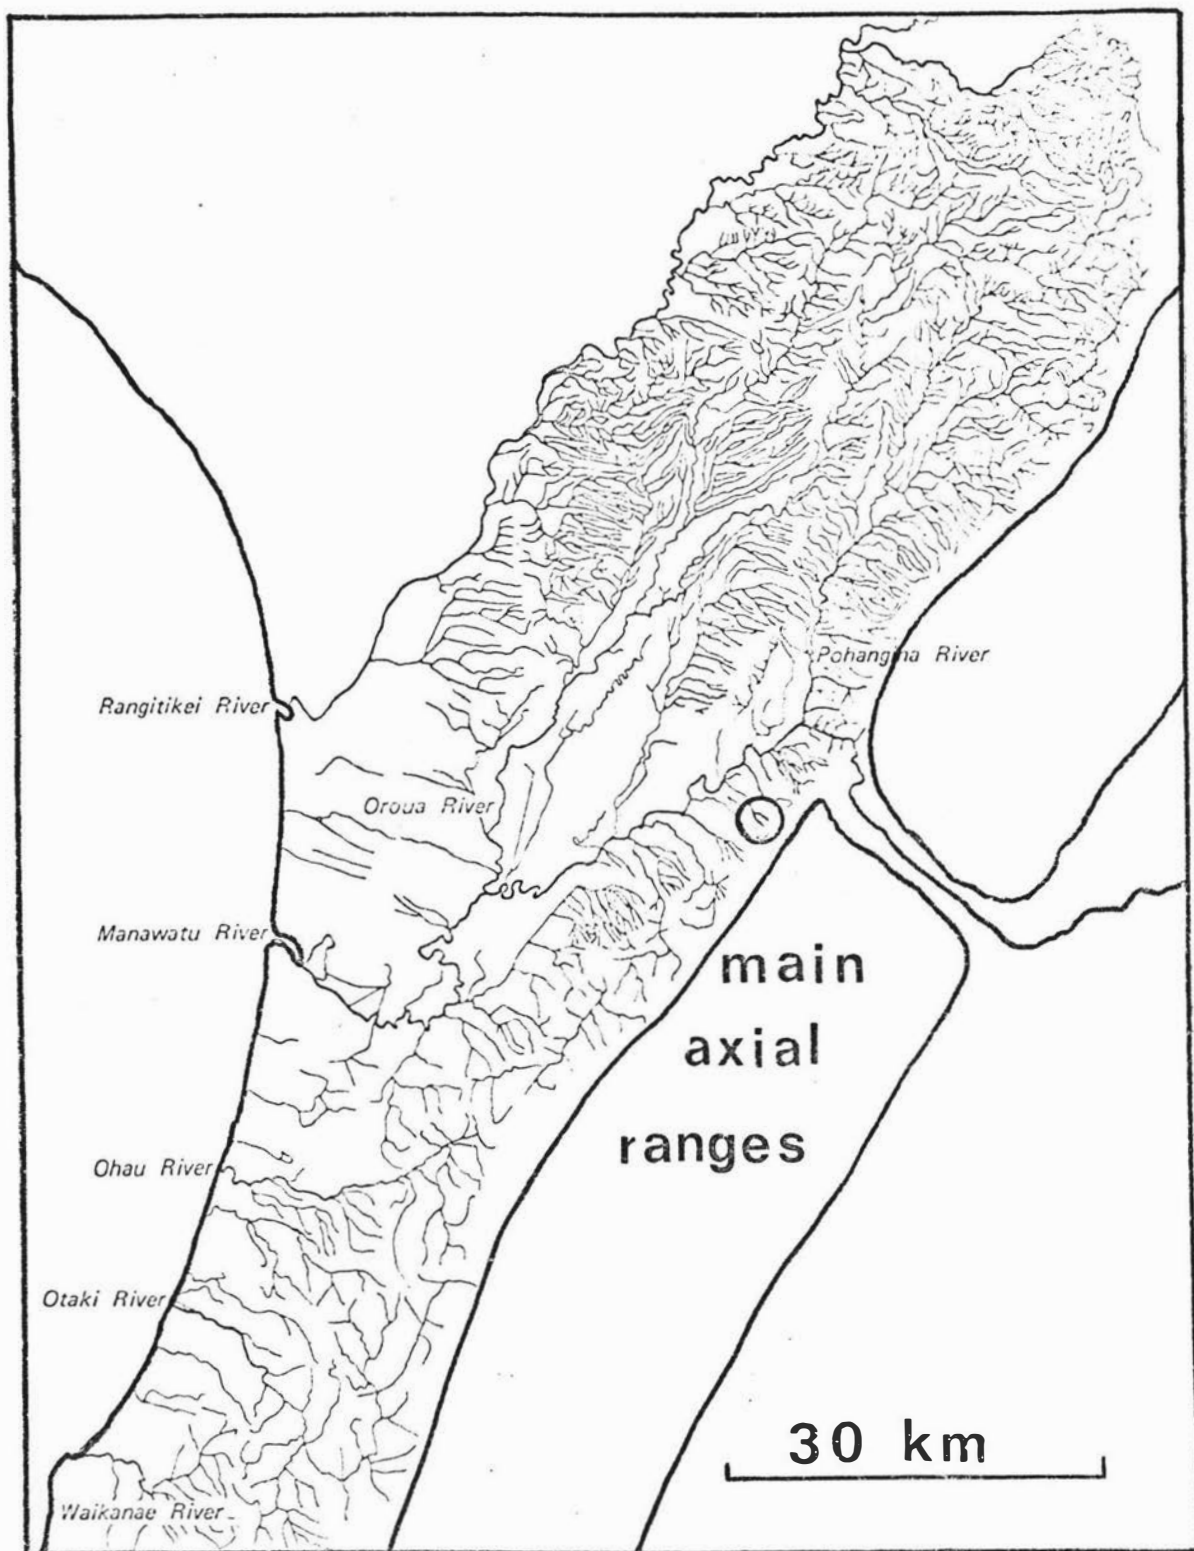 Pohangina River
Rangitikei River
Oroua River
Manawatu River
main
axial
ranges
Ohau River
Otaki River
30 km
Waikanae River